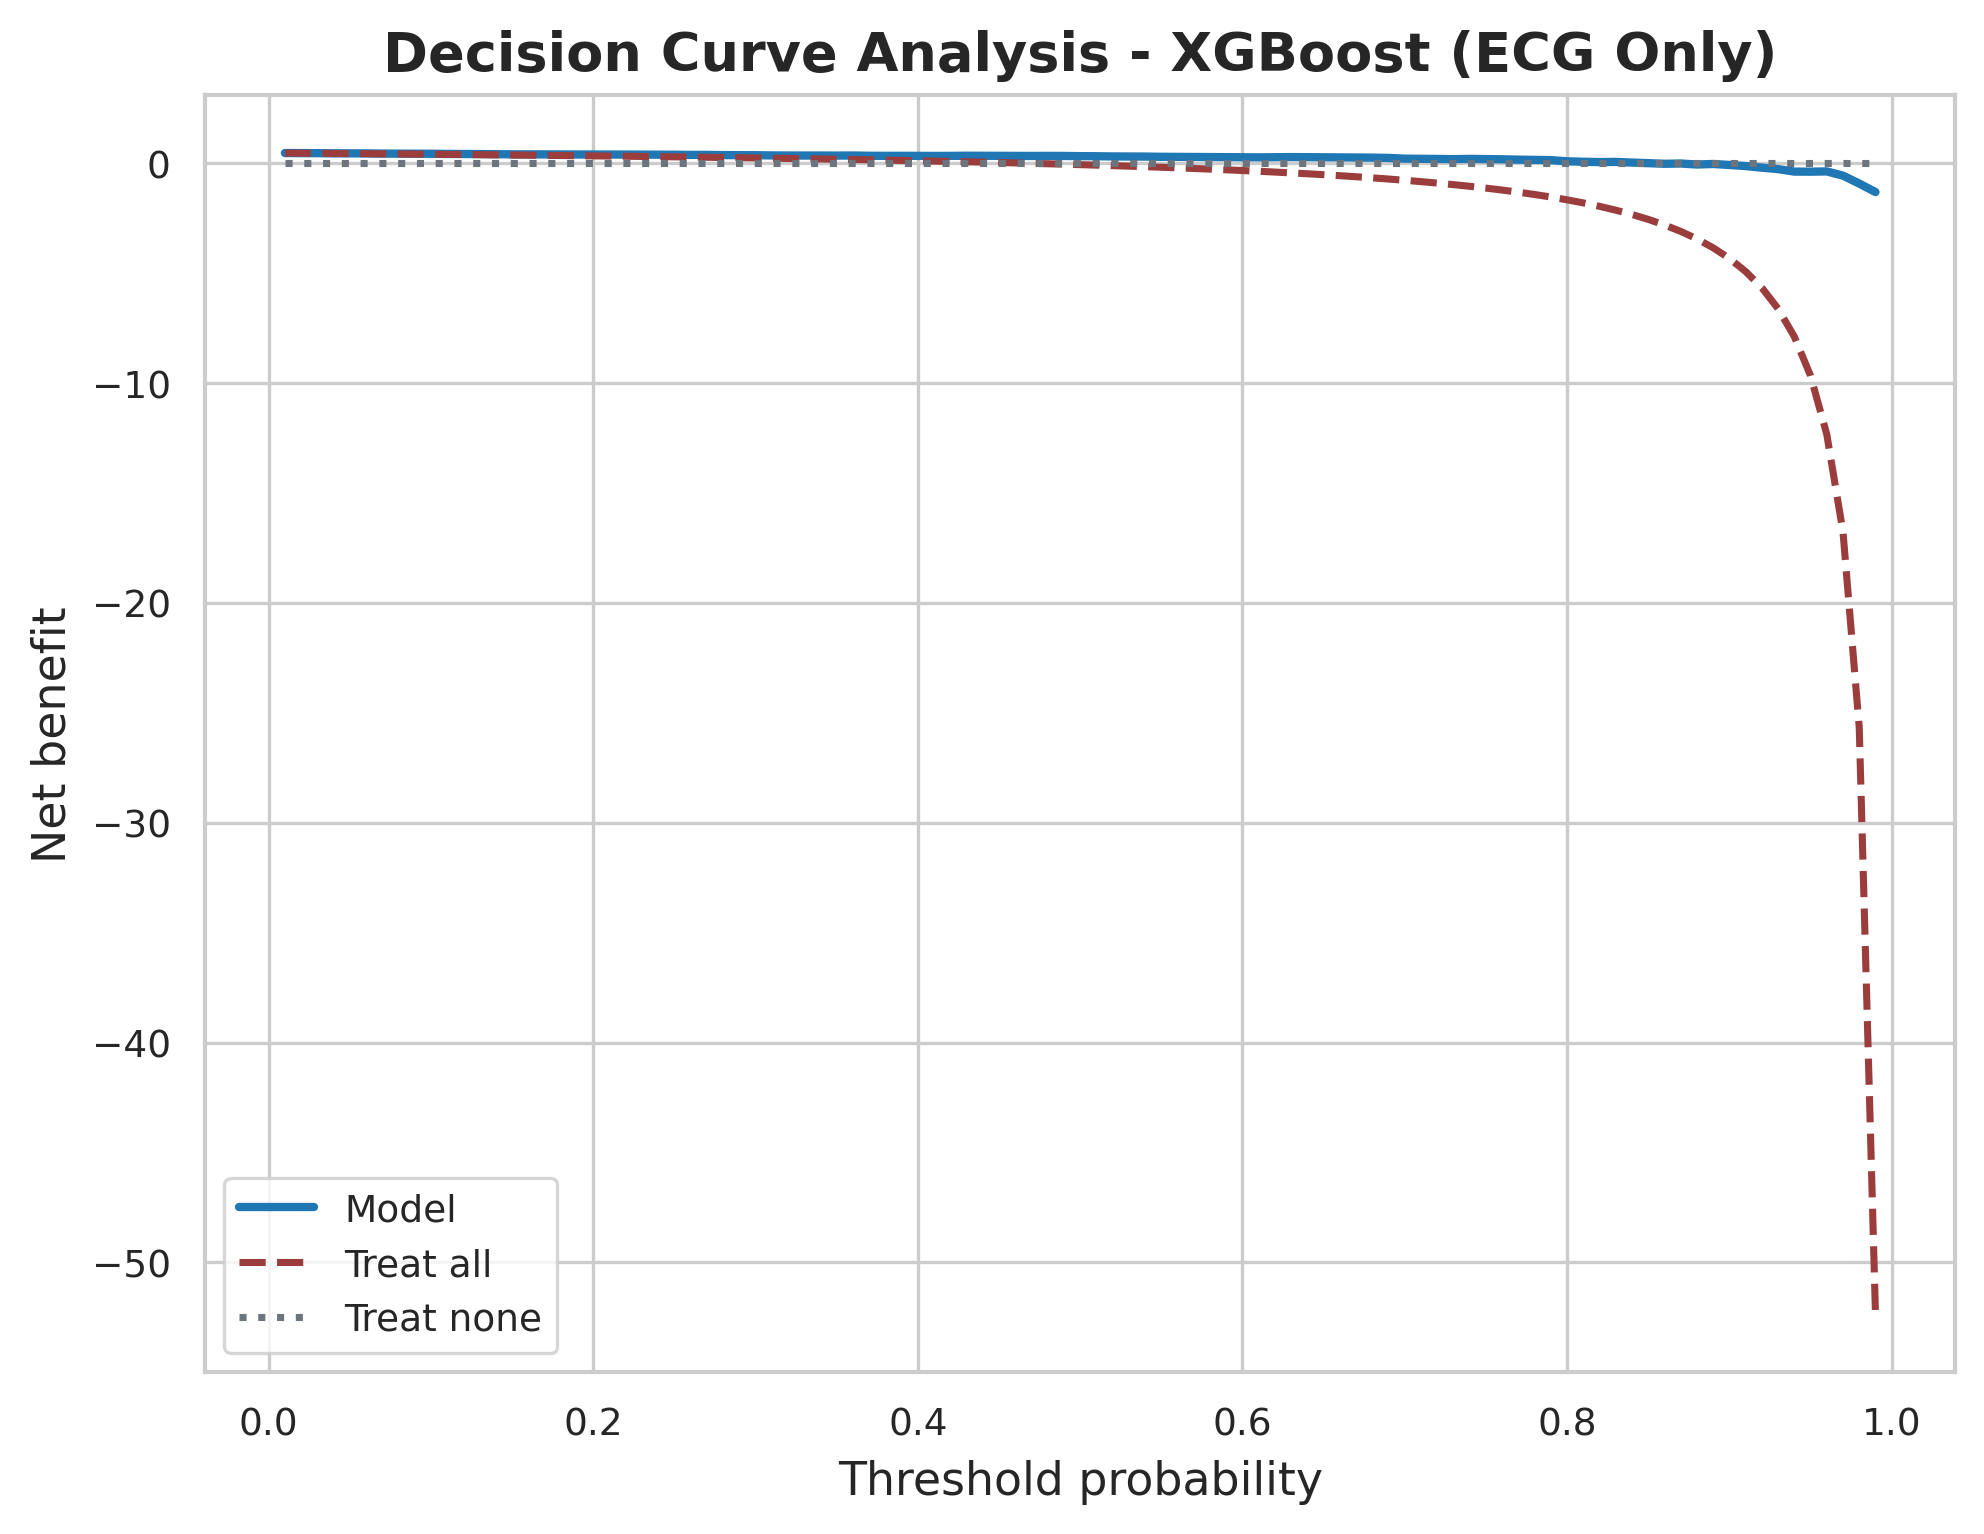 Decision Curve Analysis - XGBoost (ECG Only)
0
−10
−20
−30
−40
−50
Net benefit
Model
Treat all
Treat none
0.0 0.2 0.4 0.6 0.8 1.0
Threshold probability